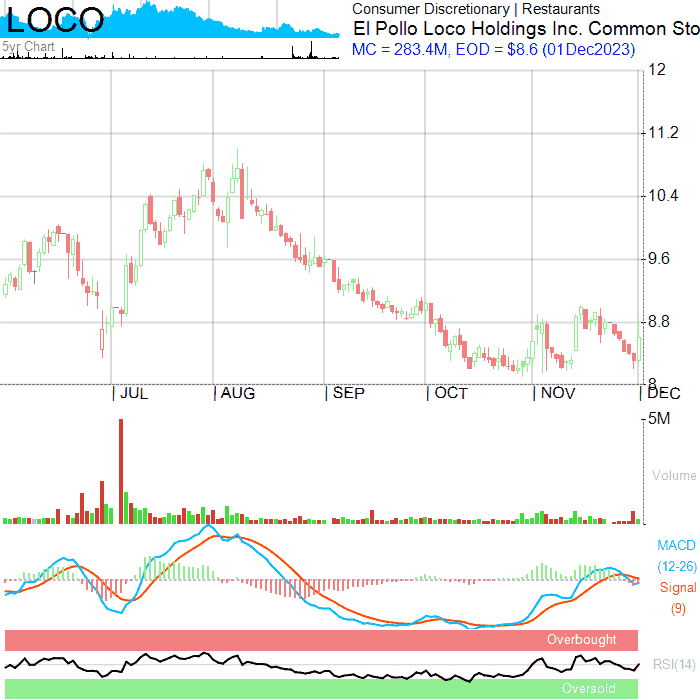 LOCO
5yr Chart
Consumer Discretionary | Restaurants
El Pollo Loco Holdings Inc. Common Sto
MC = 283.4M, EOD = $8.6 (01Dec2023)
12
11.2
10.4
9.6
8.8
8
| JUL | AUG | SEP | OCT | NOV | DEC
5M
Volume
MACD
(12-26)
Signal
(9)
Overbought
RSI(14)
Oversold